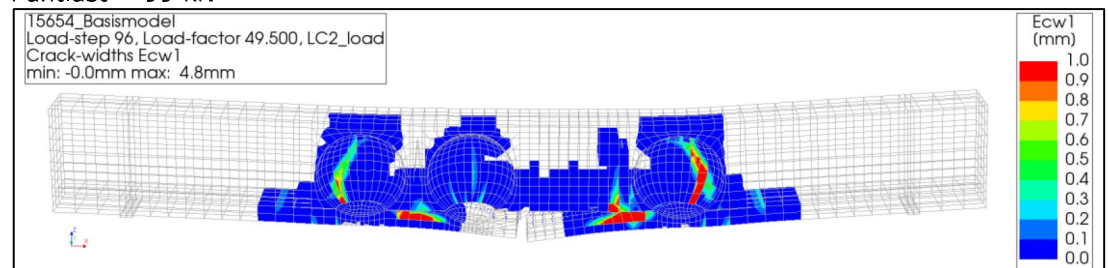 15654_Basismodel
Load-step 96, Load-factor 49.500, LC2_load
Crack-widths Ecw1
min: -0.0mm max: 4.8mm
Ecw1
(mm)
1.0
0.9
0.8
0.7
0.6
0.5
0.4
0.3
0.2
0.1
0.0